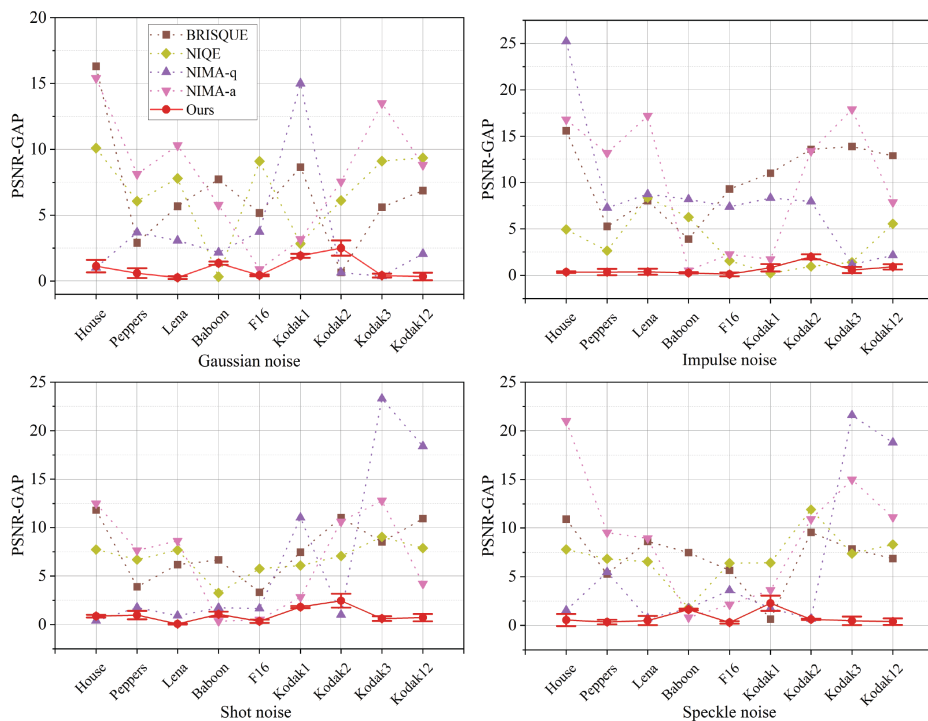 20
15
10
5
0
PSNR-GAP
BRISQUE
NIQE
NIMA-q
NIMA-a
Ours
House
Peppers
Lena
Baboon
F16
Kodak1
Kodak2
Kodak3
Kodak12
Gaussian noise
25
20
15
10
5
0
PSNR-GAP
House
Peppers
Lena
Baboon
F16
Kodak1
Kodak2
Kodak3
Kodak12
Impulse noise
25
20
15
10
5
0
PSNR-GAP
House
Peppers
Lena
Baboon
F16
Kodak1
Kodak2
Kodak3
Kodak12
Shot noise
25
20
15
10
5
0
PSNR-GAP
House
Peppers
Lena
Baboon
F16
Kodak1
Kodak2
Kodak3
Kodak12
Speckle noise